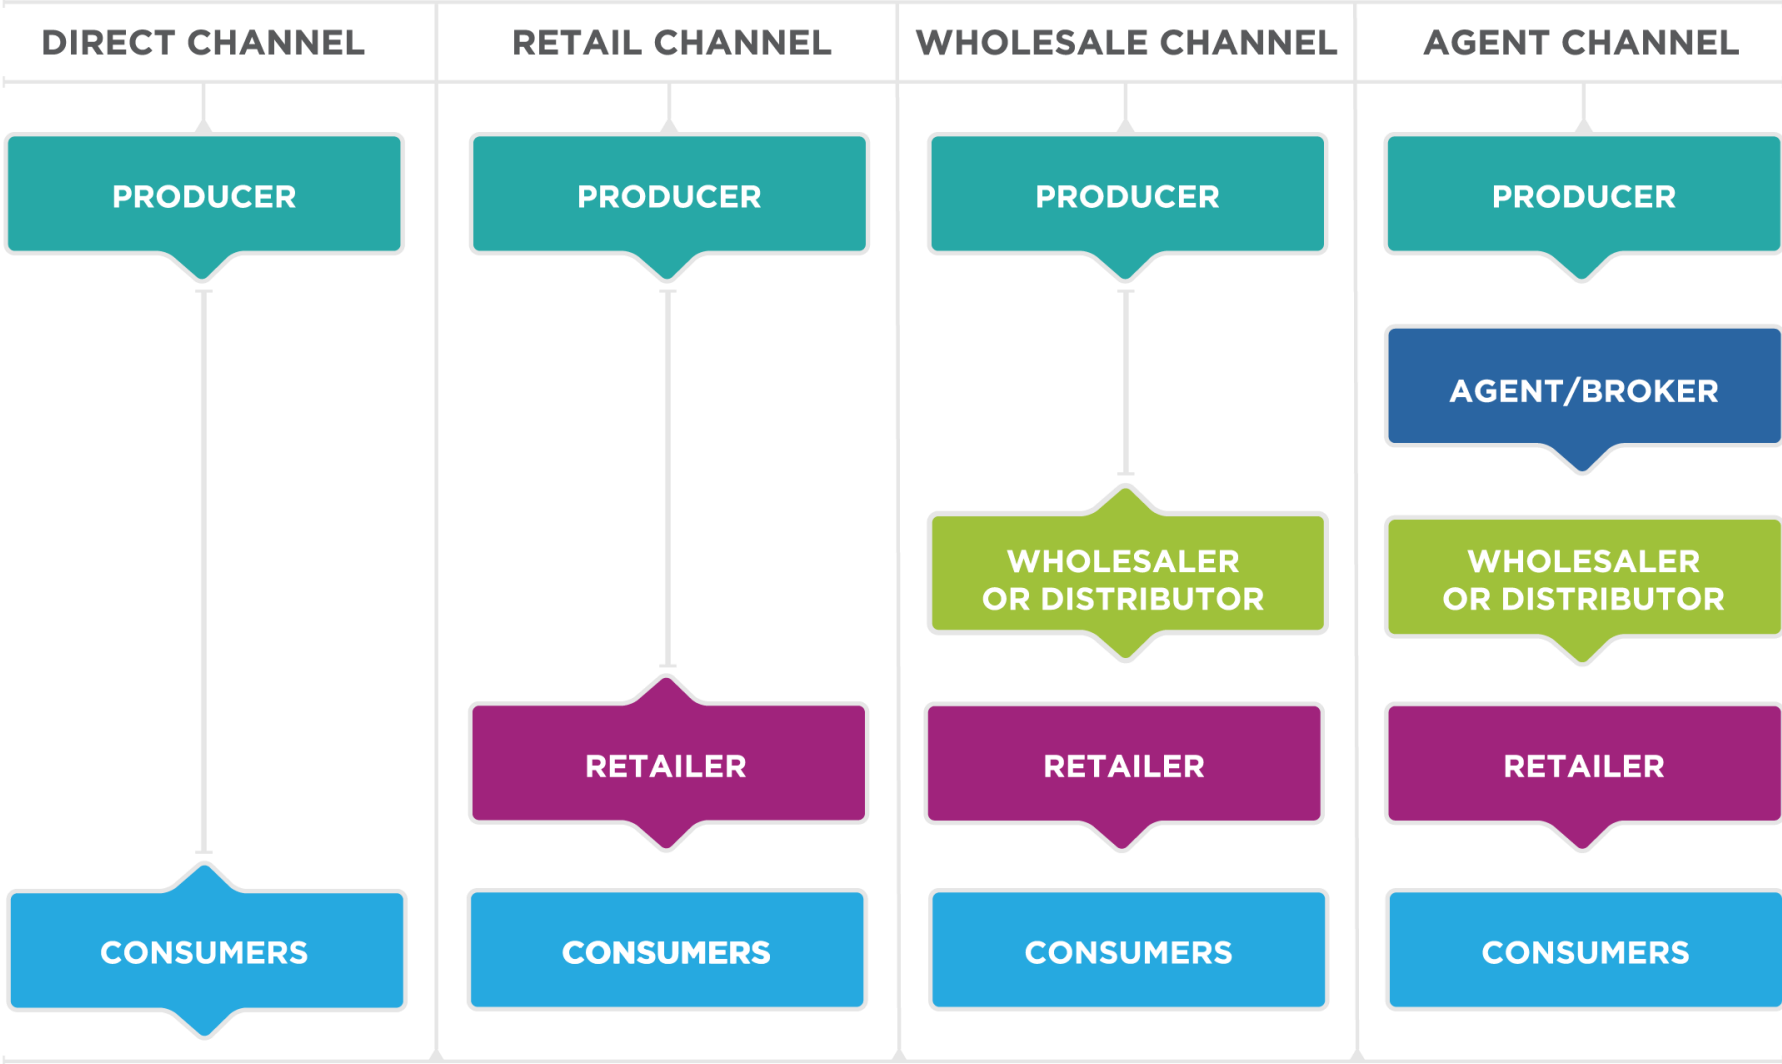 DIRECT CHANNEL
RETAIL CHANNEL
WHOLESALE CHANNEL
AGENT CHANNEL
PRODUCER
PRODUCER
PRODUCER
PRODUCER
AGENT/BROKER
WHOLESALER
OR DISTRIBUTOR
WHOLESALER
OR DISTRIBUTOR
RETAILER
RETAILER
RETAILER
CONSUMERS
CONSUMERS
CONSUMERS
CONSUMERS